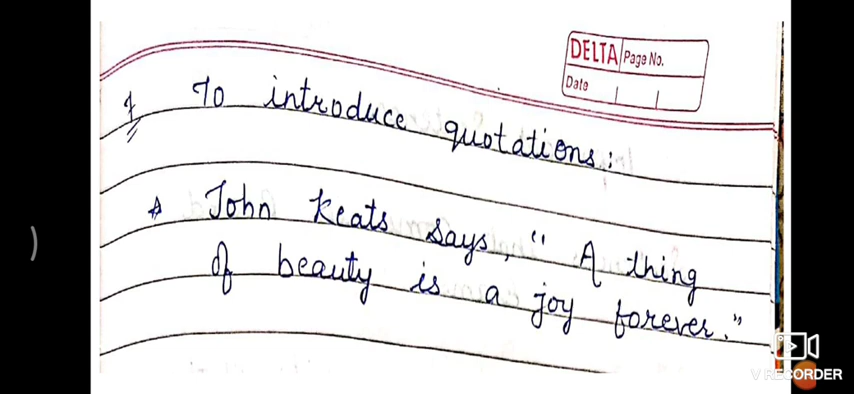 DELTA Page No.
Date
7 To introduce quotations:
John Keats says, "A thing
of beauty is a joy forever."
V RECORDER